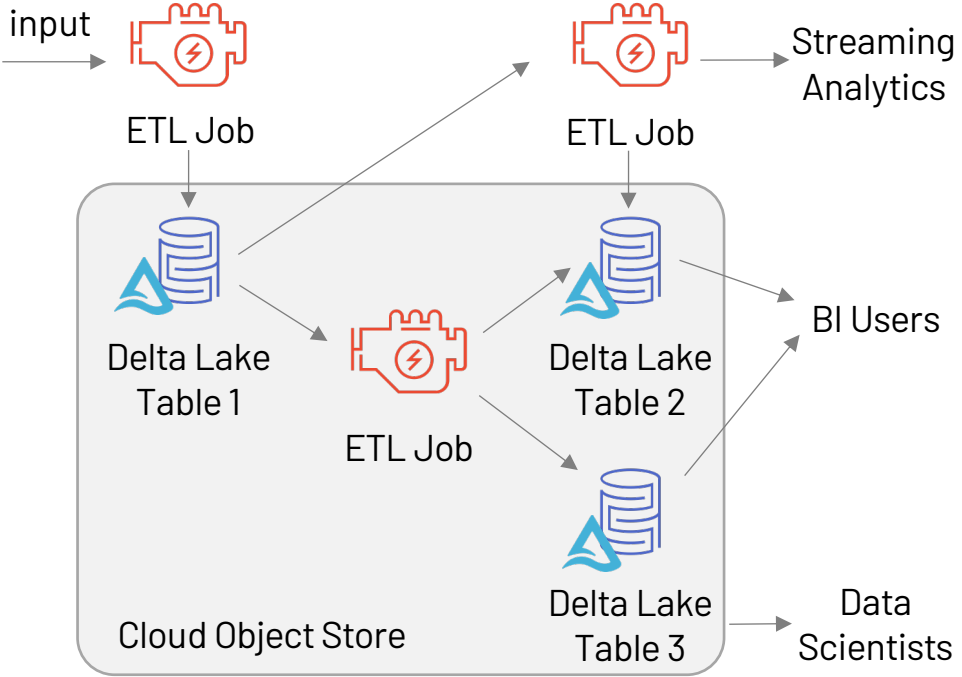 input
ETL Job
ETL Job
Streaming
Analytics
Delta Lake
Table 1
ETL Job
Delta Lake
Table 2
BI Users
Delta Lake
Table 3
Cloud Object Store
Data
Scientists